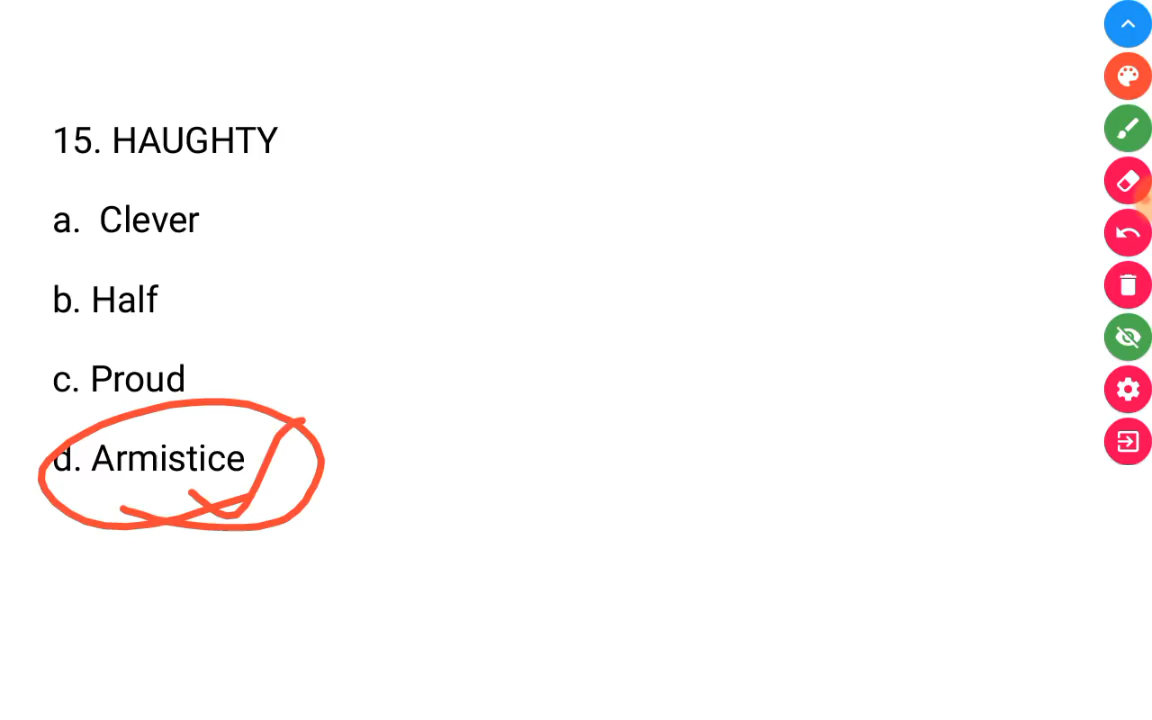 15. HAUGHTY
a. Clever
b. Half
c. Proud
d. Armistice